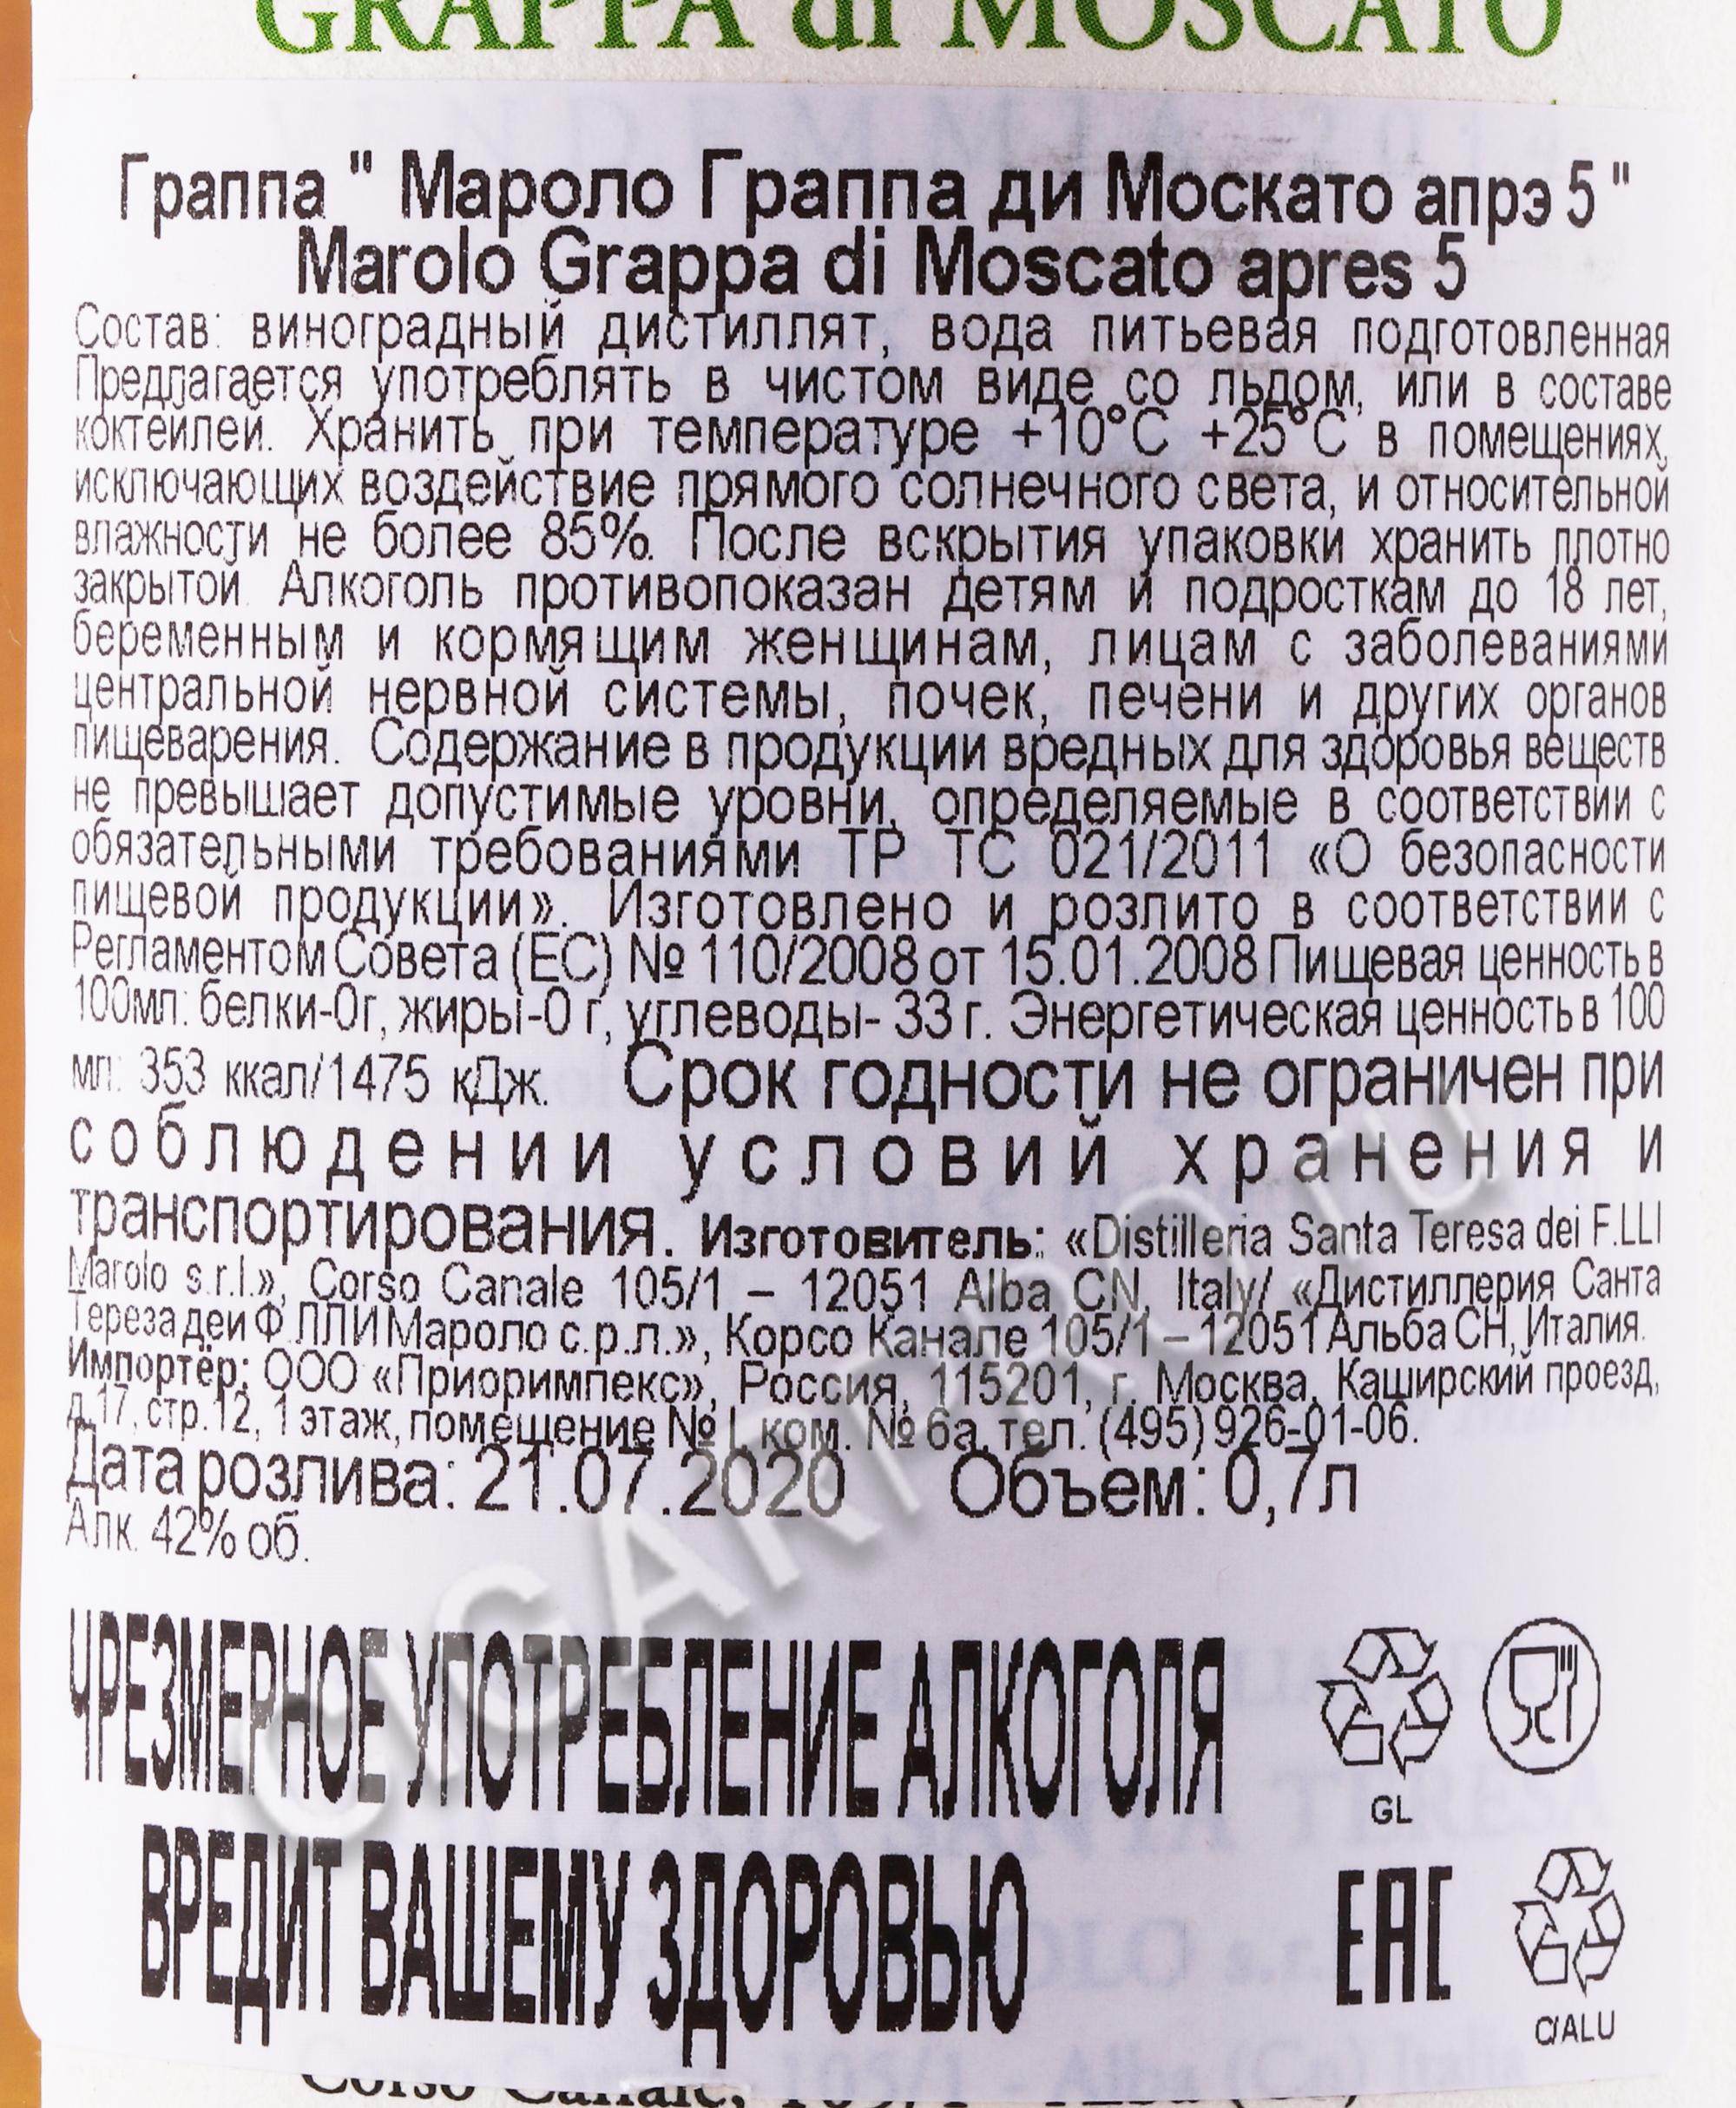 GRAPPA di MOSCATO
Граппа " Мароло Граппа ди Москато апрэ 5 "
Marolo Grappa di Moscato apres 5
Состав: виноградный дистиллят, вода питьевая подготовленная
Предлагается употреблять в чистом виде со льдом, или в составе
коктейлей. Хранить при температуре +10°С +25°С в помещениях,
исключающих воздействие прямого солнечного света, и относительной
влажности не более 85%. После вскрытия упаковки хранить плотно
закрытой. Алкоголь противопоказан детям и подросткам до 18 лет,
беременным и кормящим женщинам, лицам с заболеваниями
центральной нервной системы, почек, печени и других органов
пищеварения. Содержание в продукции вредных для здоровья веществ
не превышает допустимые уровни, определяемые в соответствии с
обязательными требованиями ТР ТС 021/2011 «О безопасности
пищевой продукции». Изготовлено и розлито в соответствии с
Регламентом Совета (ЕС) № 110/2008 от 15.01.2008 Пищевая ценность в
100мл: белки-0г, жиры-0 г, углеводы- 33 г. Энергетическая ценность в 100
мл: 353 ккал/1475 кДж. Срок годности не ограничен при
соблюдении условий хранения и
транспортирования. Изготовитель: «Distilleria Santa Teresa dei F.LLI
Marolo s.r.l.», Corso Canale 105/1 – 12051 Alba CN, Italy/ «Дистиллерия Санта
Тереза деи Ф.ЛЛИ Мароло с.р.л.», Корсо Канале 105/1 – 12051 Альба СН, Италия.
Импортёр: ООО «Приоримпекс», Россия, 115201, г. Москва, Каширский проезд,
д.17, стр.12, 1 этаж, помещение № I, ком. № 6а, тел. (495) 926-01-06.
Дата розлива: 21.07.2020 Объем: 0,7л
Алк. 42% об.
ЧРЕЗМЕРНОЕ УПОТРЕБЛЕНИЕ АЛКОГОЛЯ
ВРЕДИТ ВАШЕМУ ЗДОРОВЬЮ
GL
EAC
C/ALU
Corso Canale, 105/1 - Alba (Cn) Italia
CIGARPRO.RU